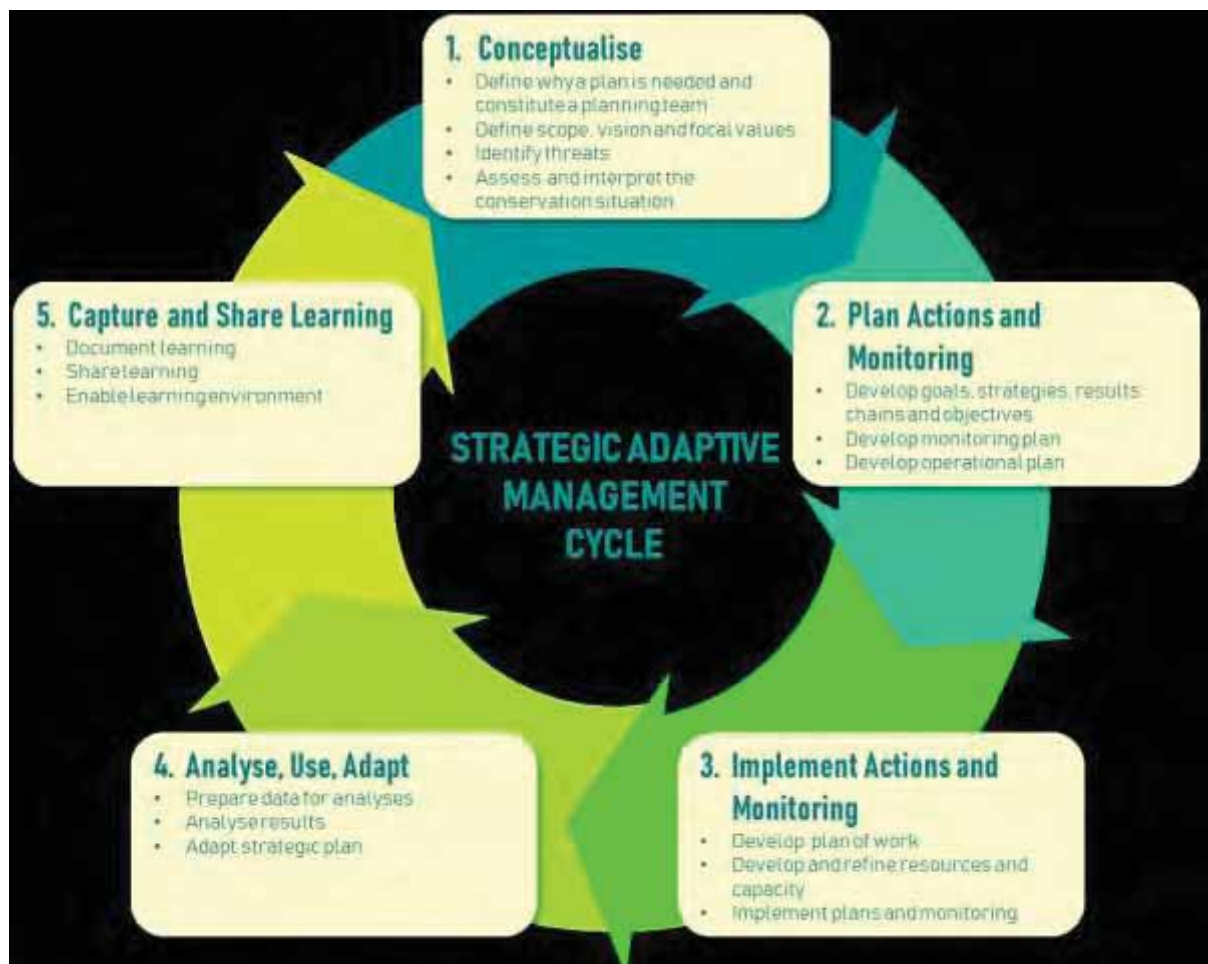 1. Conceptualise
• Define why a plan is needed and
constitute a planning team
• Define scope, vision and focal values
• Identify threats
• Assess and interpret the
conservation situation
2. Plan Actions and
Monitoring
• Develop goals, strategies, results
chains and objectives
• Develop monitoring plan
• Develop operational plan
3. Implement Actions and
Monitoring
• Develop plan of work
• Develop and refine resources and
capacity
• Implement plans and monitoring
4. Analyse, Use, Adapt
• Prepare data for analyses
• Analyse results
• Adapt strategic plan
5. Capture and Share Learning
• Document learning
• Share learning
• Enable learning environment
STRATEGIC ADAPTIVE
MANAGEMENT
CYCLE